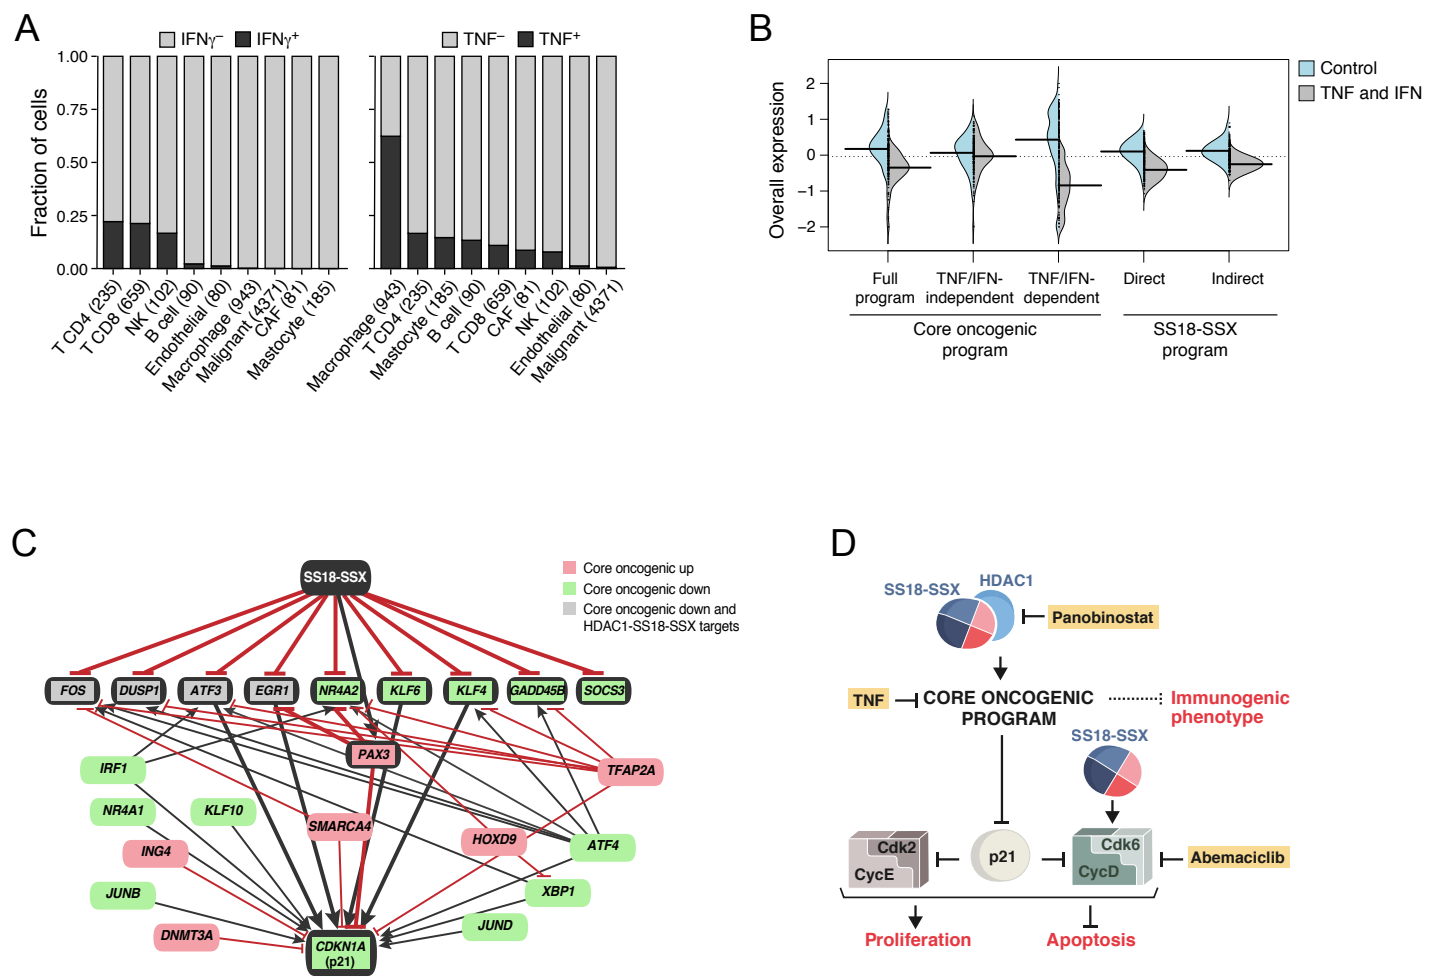 A
IFNγ– IFNγ+
TNF– TNF+
Fraction of cells
1.00
0.75
0.50
0.25
0.00
T CD4 (235)
T CD8 (659)
NK (102)
B cell (90)
Endothelial (80)
Macrophage (943)
Malignant (4371)
CAF (81)
Mastocyte (185)
Macrophage (943)
T CD4 (235)
Mastocyte (185)
B cell (90)
T CD8 (659)
CAF (81)
NK (102)
Endothelial (80)
Malignant (4371)
B
Control
TNF and IFN
Overall expression
2
1
0
−1
−2
Full
program
TNF/IFN-
independent
TNF/IFN-
dependent
Direct
Indirect
Core oncogenic
program
SS18-SSX
program
C
SS18-SSX
Core oncogenic up
Core oncogenic down
Core oncogenic down and
HDAC1-SS18-SSX targets
FOS
DUSP1
ATF3
EGR1
NR4A2
KLF6
KLF4
GADD45B
SOCS3
PAX3
IRF1
TFAP2A
NR4A1
KLF10
SMARCA4
HOXD9
ATF4
ING4
JUNB
XBP1
JUND
DNMT3A
CDKN1A
(p21)
D
SS18-SSX
HDAC1
Panobinostat
TNF
CORE ONCOGENIC
PROGRAM
Immunogenic
phenotype
SS18-SSX
Cdk2
CycE
p21
Cdk6
CycD
Abemaciclib
Proliferation
Apoptosis